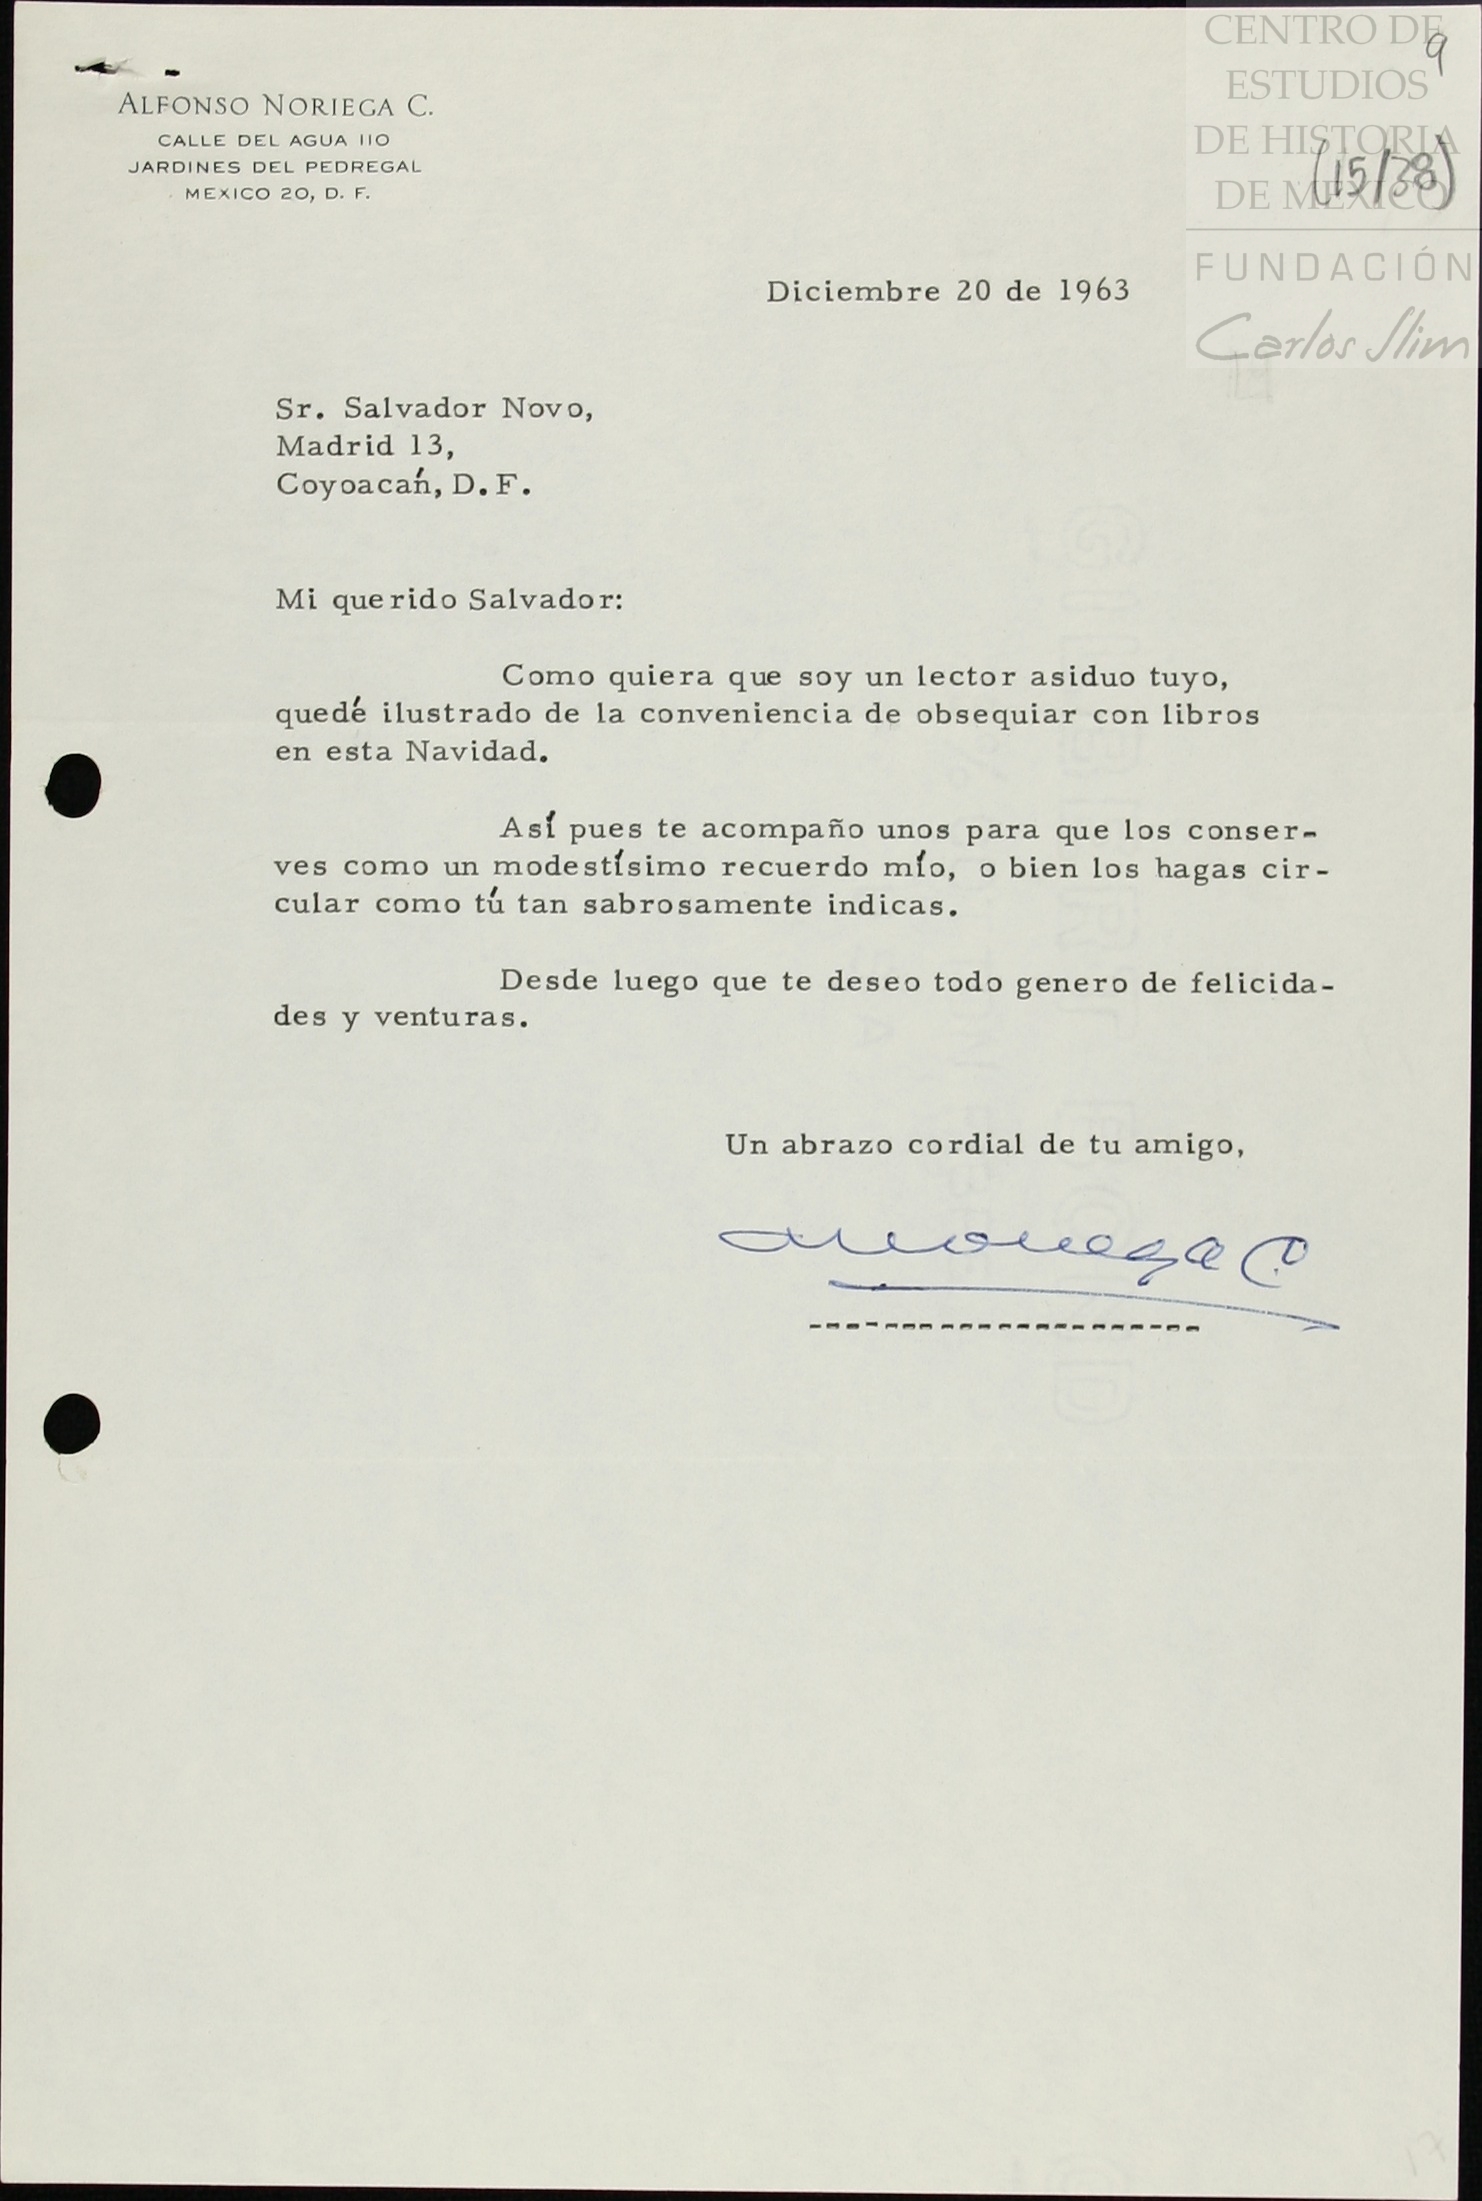 CENTRO DE
ESTUDIOS
DE HISTORIA
DE MEXICO
FUNDACIÓN
Carlos Slim
9
(15/38)
ALFONSO NORIEGA C.
CALLE DEL AGUA 110
JARDINES DEL PEDREGAL
MEXICO 20, D. F.
Diciembre 20 de 1963
Sr. Salvador Novo,
Madrid 13,
Coyoacán, D.F.
Mi querido Salvador:
Como quiera que soy un lector asiduo tuyo,
quedé ilustrado de la conveniencia de obsequiar con libros
en esta Navidad.
Así pues te acompaño unos para que los conser-
ves como un modestísimo recuerdo mío, o bien los hagas cir-
cular como tú tan sabrosamente indicas.
Desde luego que te deseo todo genero de felicida-
des y venturas.
Un abrazo cordial de tu amigo,
ANoriega C.
---------------------
17